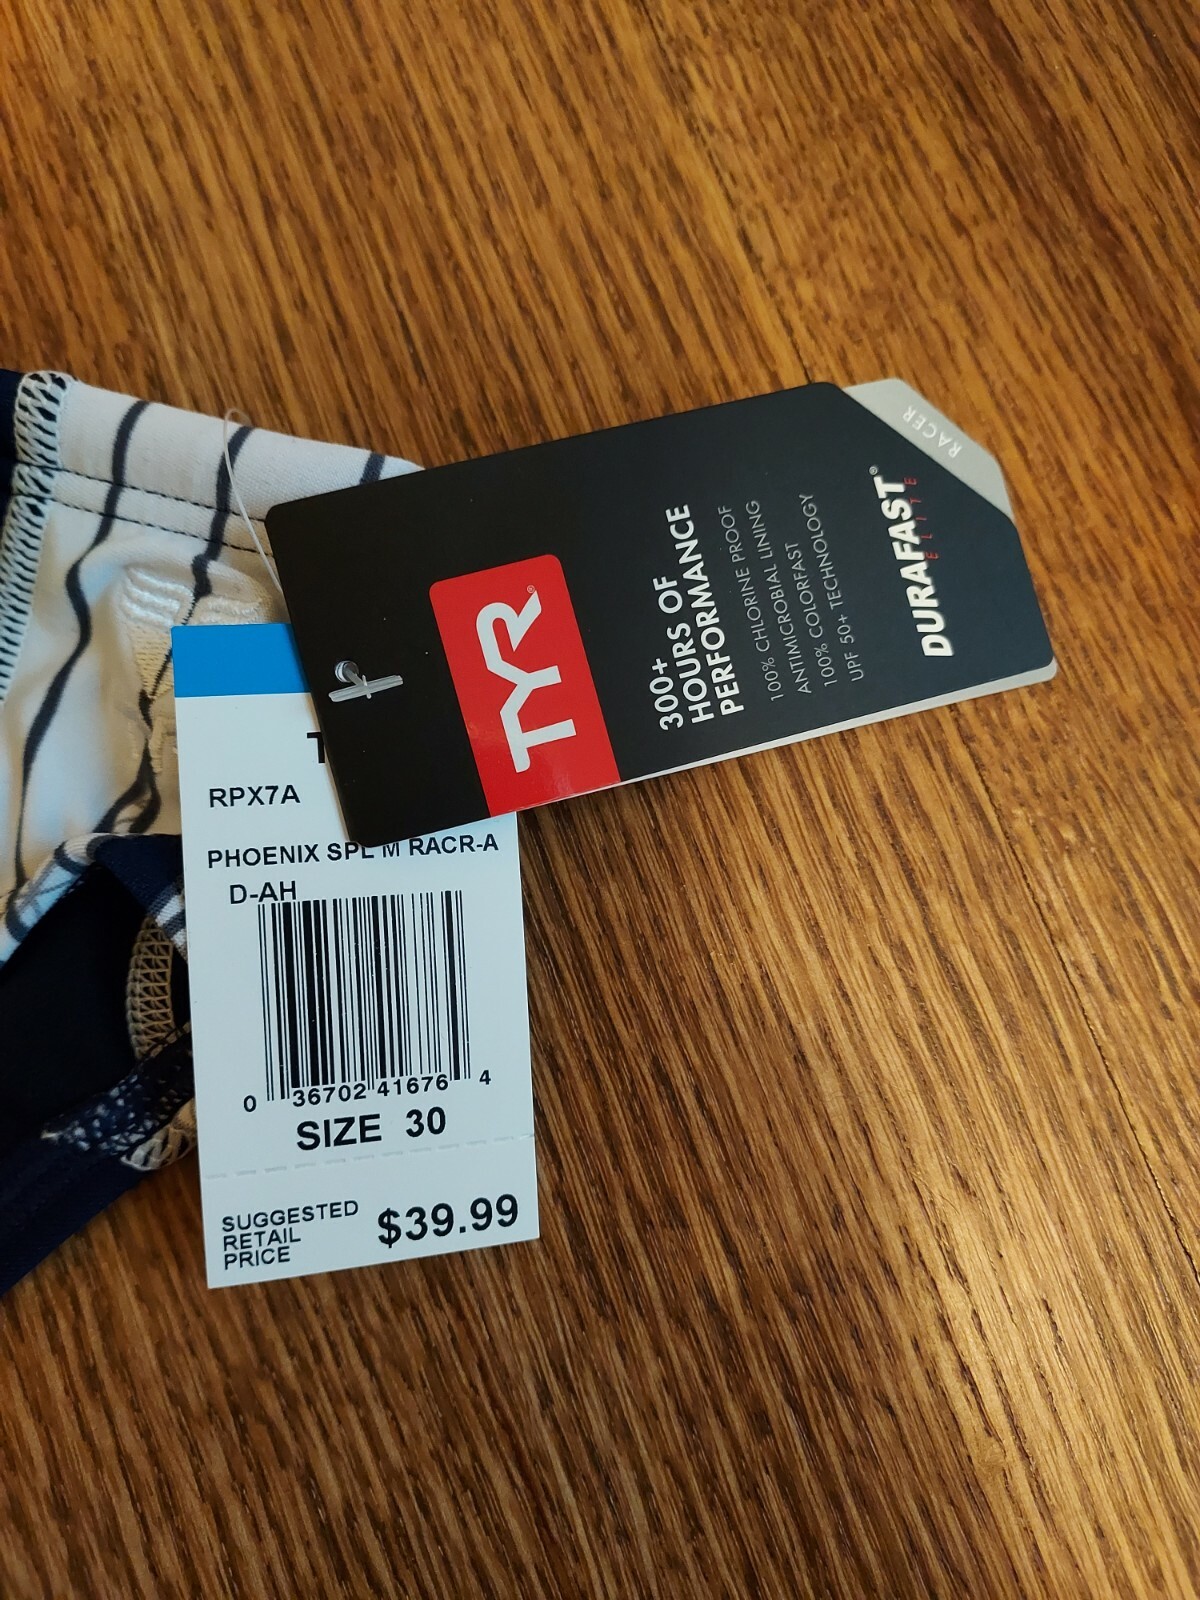 RACER
TYR®
300+
HOURS OF
PERFORMANCE
100% CHLORINE PROOF
100% COLORFAST
ANTIMICROBIAL LINING
UPF 50+ TECHNOLOGY
DURAFAST®
ELITE
RPX7A
PHOENIX SPL M RACR-A
D-AH
0 36702 41676 4
SIZE 30
SUGGESTED
RETAIL
PRICE
$39.99